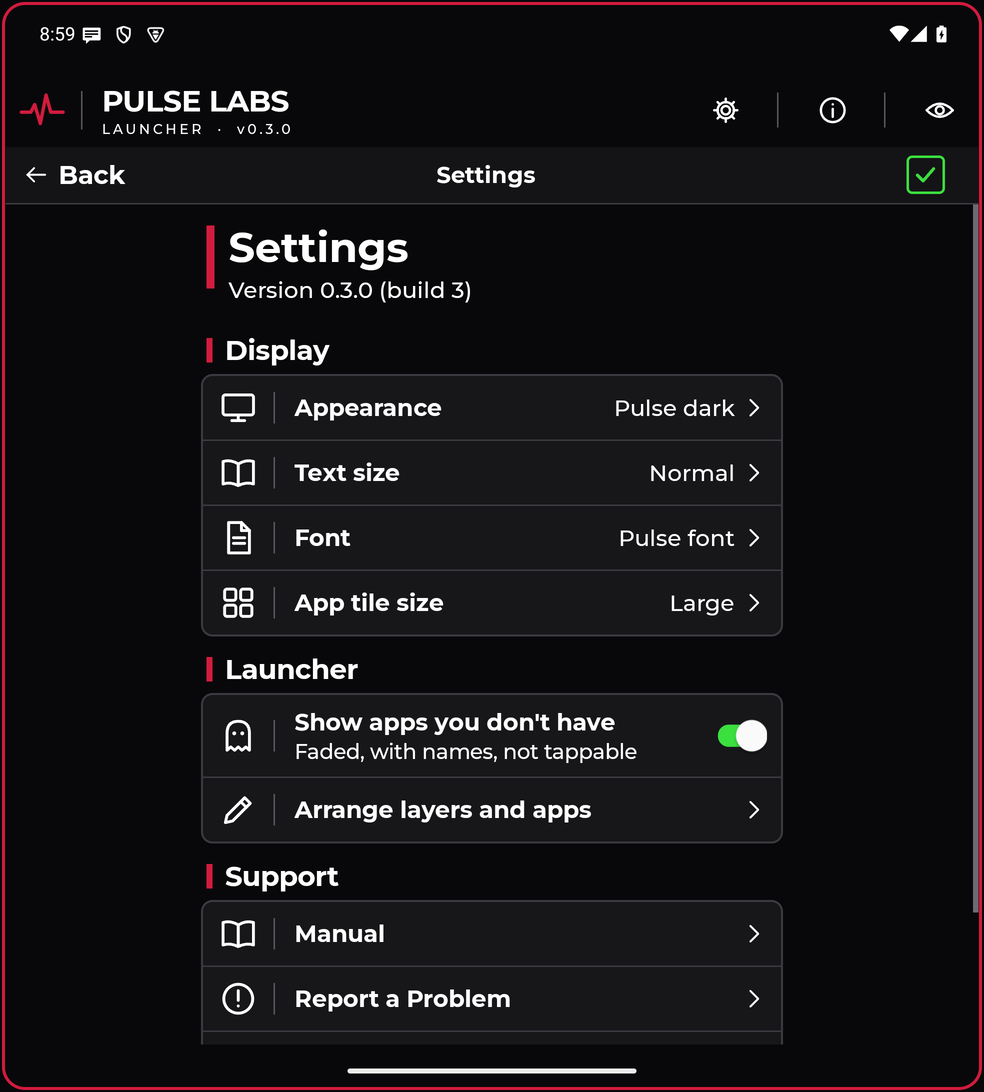 8:59
PULSE LABS
LAUNCHER · v0.3.0
Back
Settings
Settings
Version 0.3.0 (build 3)
Display
Appearance Pulse dark
Text size Normal
Font Pulse font
App tile size Large
Launcher
Show apps you don't have
Faded, with names, not tappable
Arrange layers and apps
Support
Manual
Report a Problem